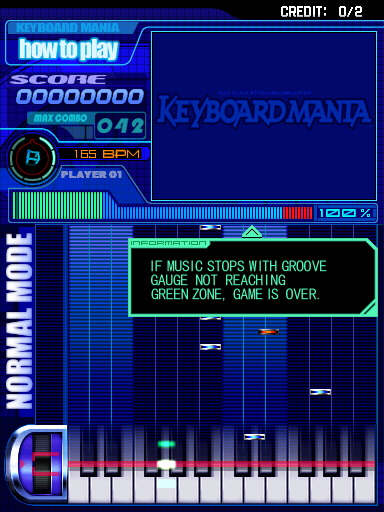 CREDIT: 0/2
KEYBOARD MANIA
how to play
SCORE
00000000
MAX COMBO 042
165 BPM
PLAYER 01
KEYBOARDMANIA
100%
INFORMATION
IF MUSIC STOPS WITH GROOVE
GAUGE NOT REACHING
GREEN ZONE, GAME IS OVER.
NORMAL MODE